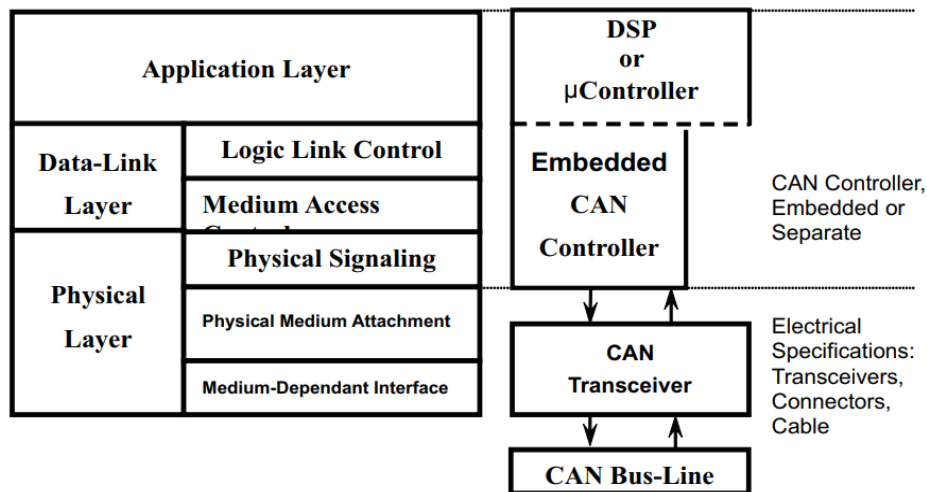 Application Layer
Data-Link
Layer
Logic Link Control
Medium Access
Physical
Layer
Physical Signaling
Physical Medium Attachment
Medium-Dependant Interface
DSP
or
µController
Embedded
CAN
Controller
CAN
Transceiver
CAN Bus-Line
CAN Controller,
Embedded or
Separate
Electrical
Specifications:
Transceivers,
Connectors,
Cable